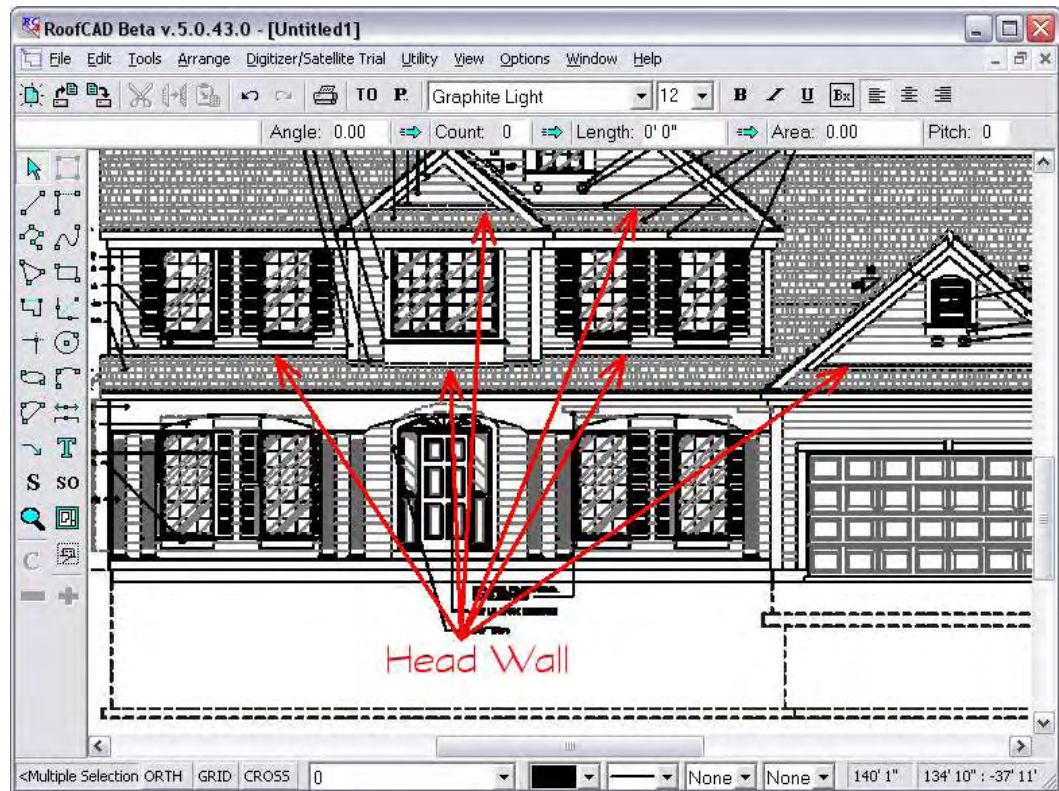 RoofCAD Beta v.5.0.43.0 - [Untitled1]
File Edit Tools Arrange Digitizer/Satellite Trial Utility View Options Window Help
TO P. Graphite Light 12 B I U Bx
Angle: 0.00 Count: 0 Length: 0' 0" Area: 0.00 Pitch: 0
T
S SO
C
Head Wall
<Multiple Selection ORTH GRID CROSS 0 None None 140' 1" 134' 10" : -37' 11'